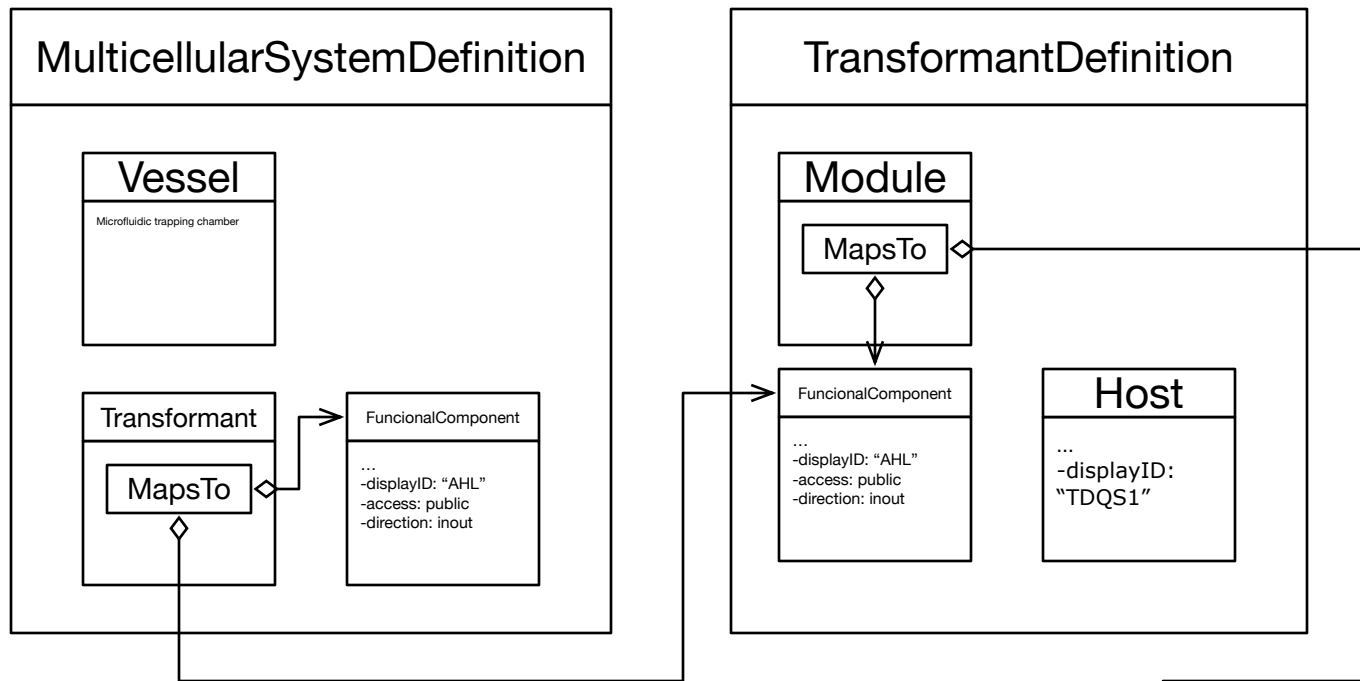 MulticellularSystemDefinition
Vessel
Microfluidic trapping chamber
Transformant
MapsTo
FuncionalComponent
...
-displayID: “AHL”
-access: public
-direction: inout
TransformantDefinition
Module
MapsTo
FuncionalComponent
...
-displayID: “AHL”
-access: public
-direction: inout
Host
...
-displayID:
“TDQS1”